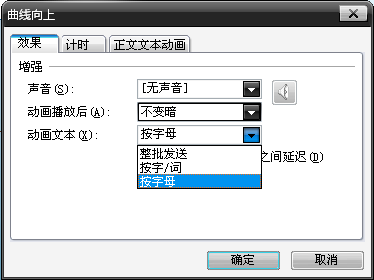 曲线向上
效果 计时 正文文本动画
增强
声音(S): [无声音]
动画播放后(A): 不变暗
动画文本(X): 按字母
整批发送
按字/词 之间延迟(D)
按字母
确定 取消